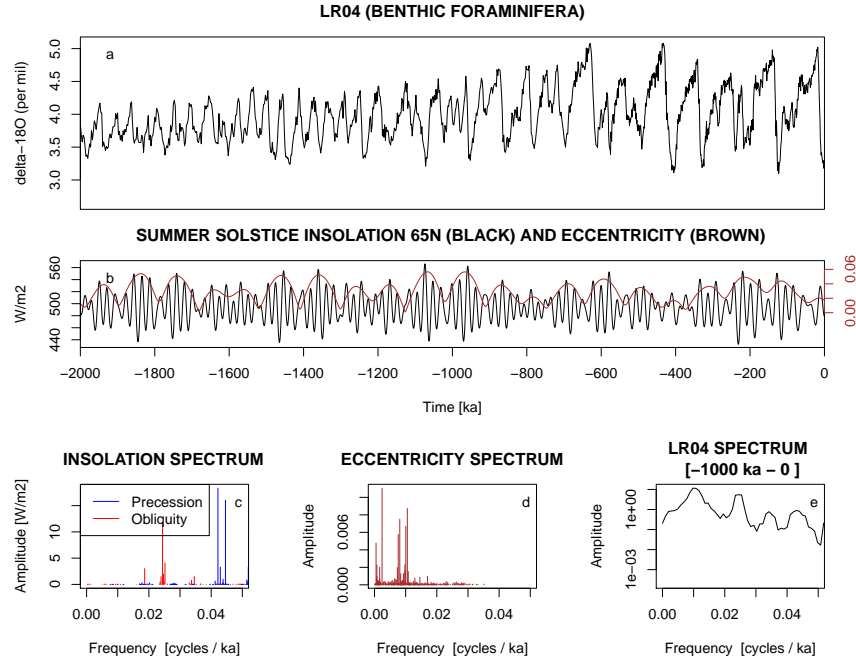 LR04 (BENTHIC FORAMINIFERA)
a
delta−18O (per mil)
5.0
4.5
4.0
3.5
3.0
SUMMER SOLSTICE INSOLATION 65N (BLACK) AND ECCENTRICITY (BROWN)
b
W/m2
560
500
440
0.06
0.00
−2000 −1800 −1600 −1400 −1200 −1000 −800 −600 −400 −200 0
Time [ka]
INSOLATION SPECTRUM
c
Precession
Obliquity
Amplitude [W/m2]
10
5
0
0.00 0.02 0.04
Frequency [cycles / ka]
ECCENTRICITY SPECTRUM
d
Amplitude
0.006
0.000
0.00 0.02 0.04
Frequency [cycles / ka]
LR04 SPECTRUM
[−1000 ka − 0 ]
e
Amplitude
1e+00
1e−03
0.00 0.02 0.04
Frequency [cycles / ka]